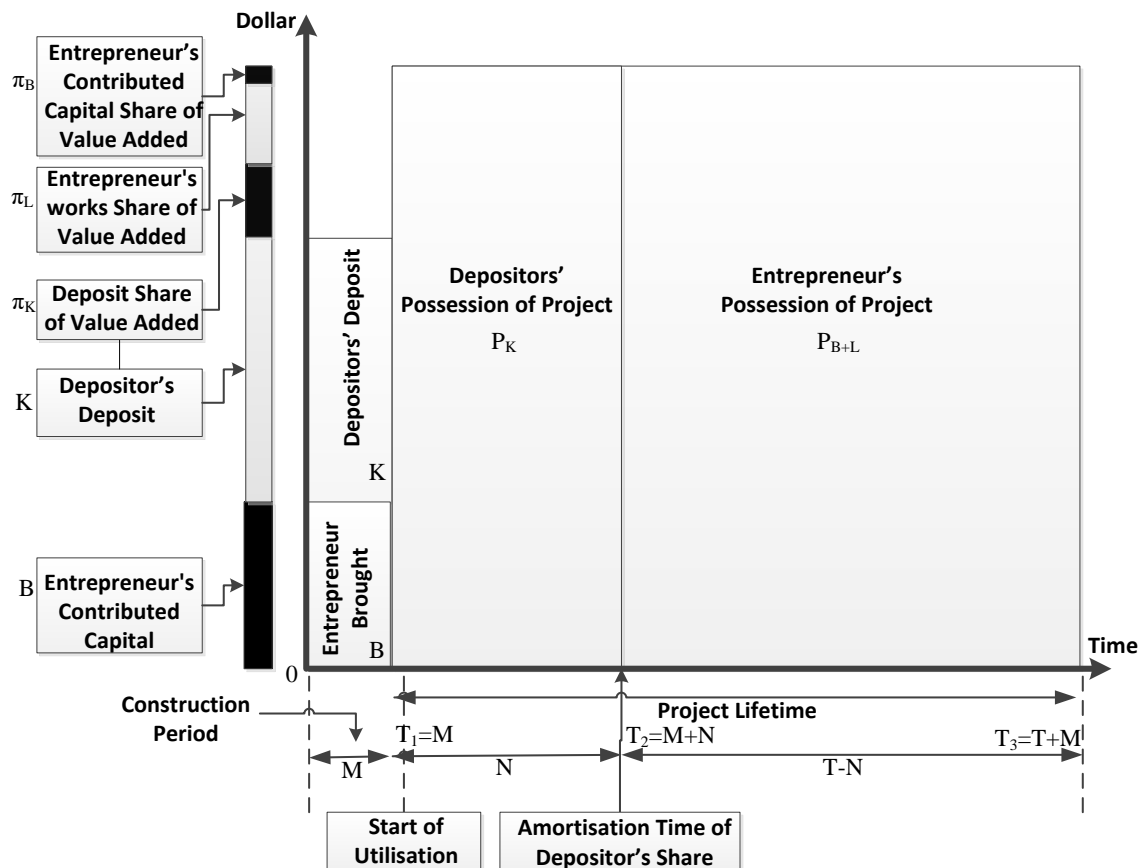 Dollar
π_B
Entrepreneur's
Contributed
Capital Share of
Value Added
π_L
Entrepreneur's
works Share of
Value Added
π_K
Deposit Share
of Value Added
K
Depositor's
Deposit
B
Entrepreneur's
Contributed
Capital
Depositors' Deposit
K
Entrepreneur
Brought
B
Depositors'
Possession of Project
P_K
Entrepreneur's
Possession of Project
P_B+L
Time
0
Construction
Period
Project Lifetime
T_1=M
T_2=M+N
T_3=T+M
M
N
T-N
Start of
Utilisation
Amortisation Time of
Depositor's Share